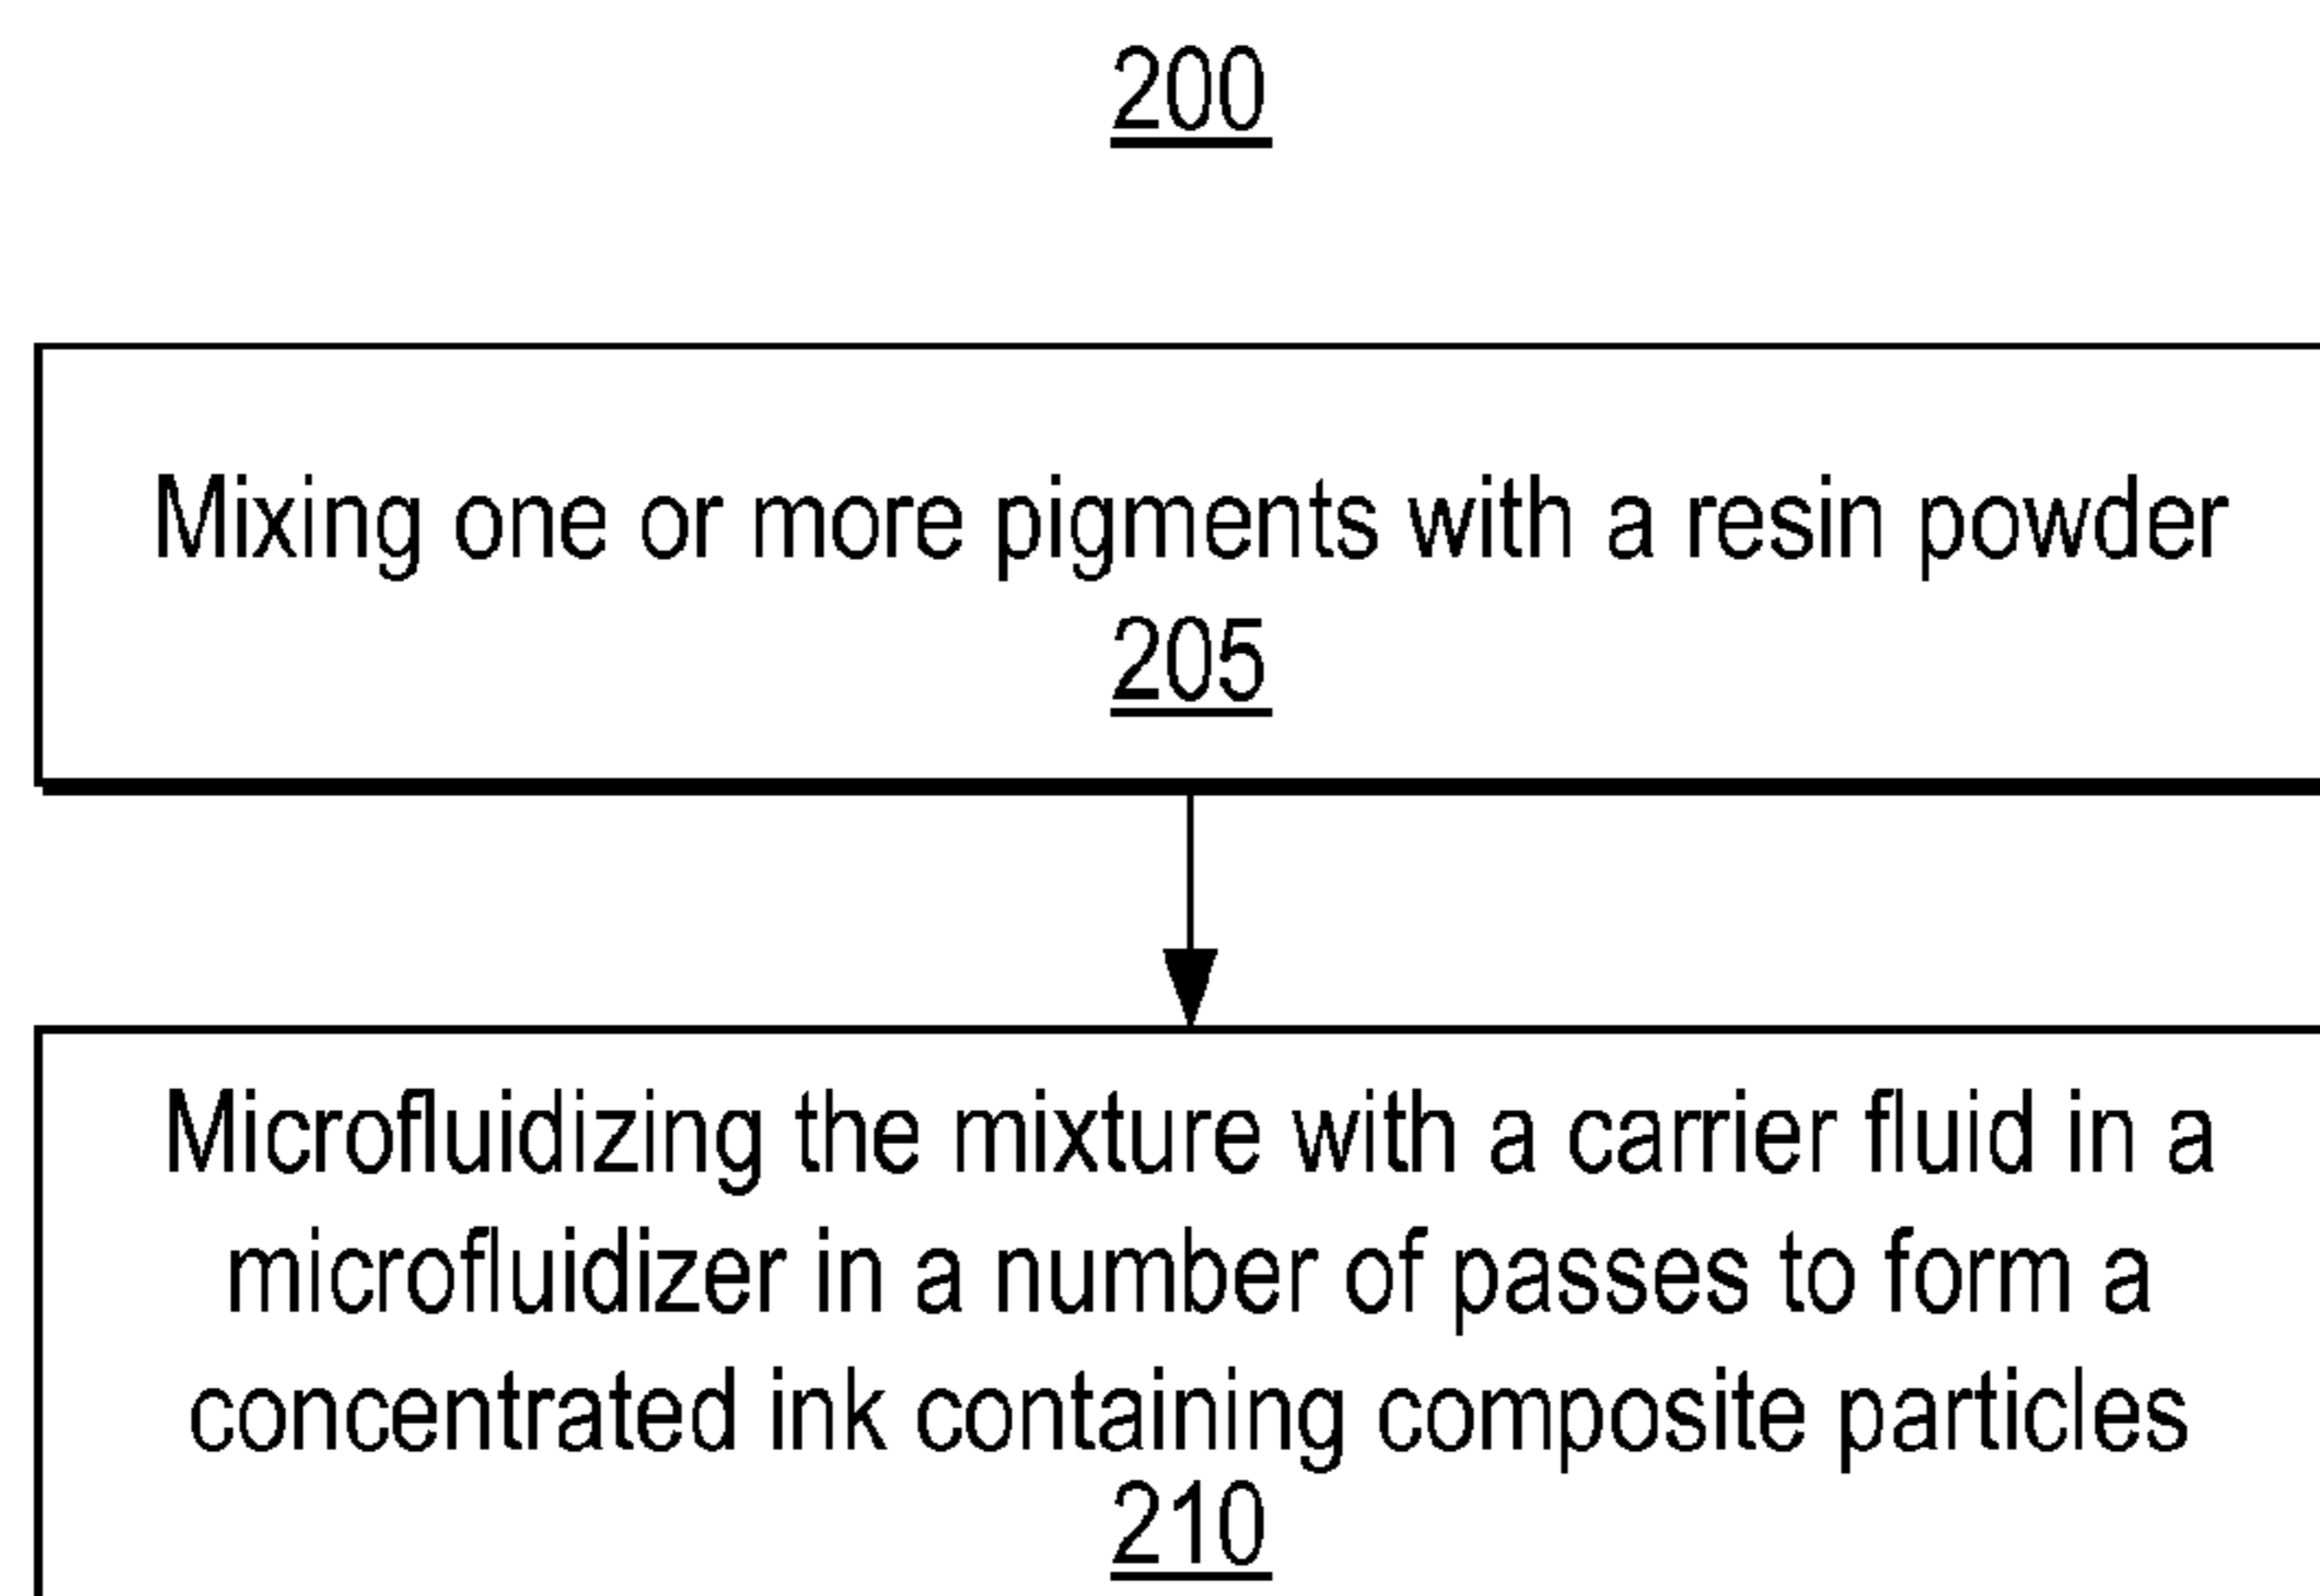 200
Mixing one or more pigments with a resin powder
205
Microfluidizing the mixture with a carrier fluid in a
microfluidizer in a number of passes to form a
concentrated ink containing composite particles
210